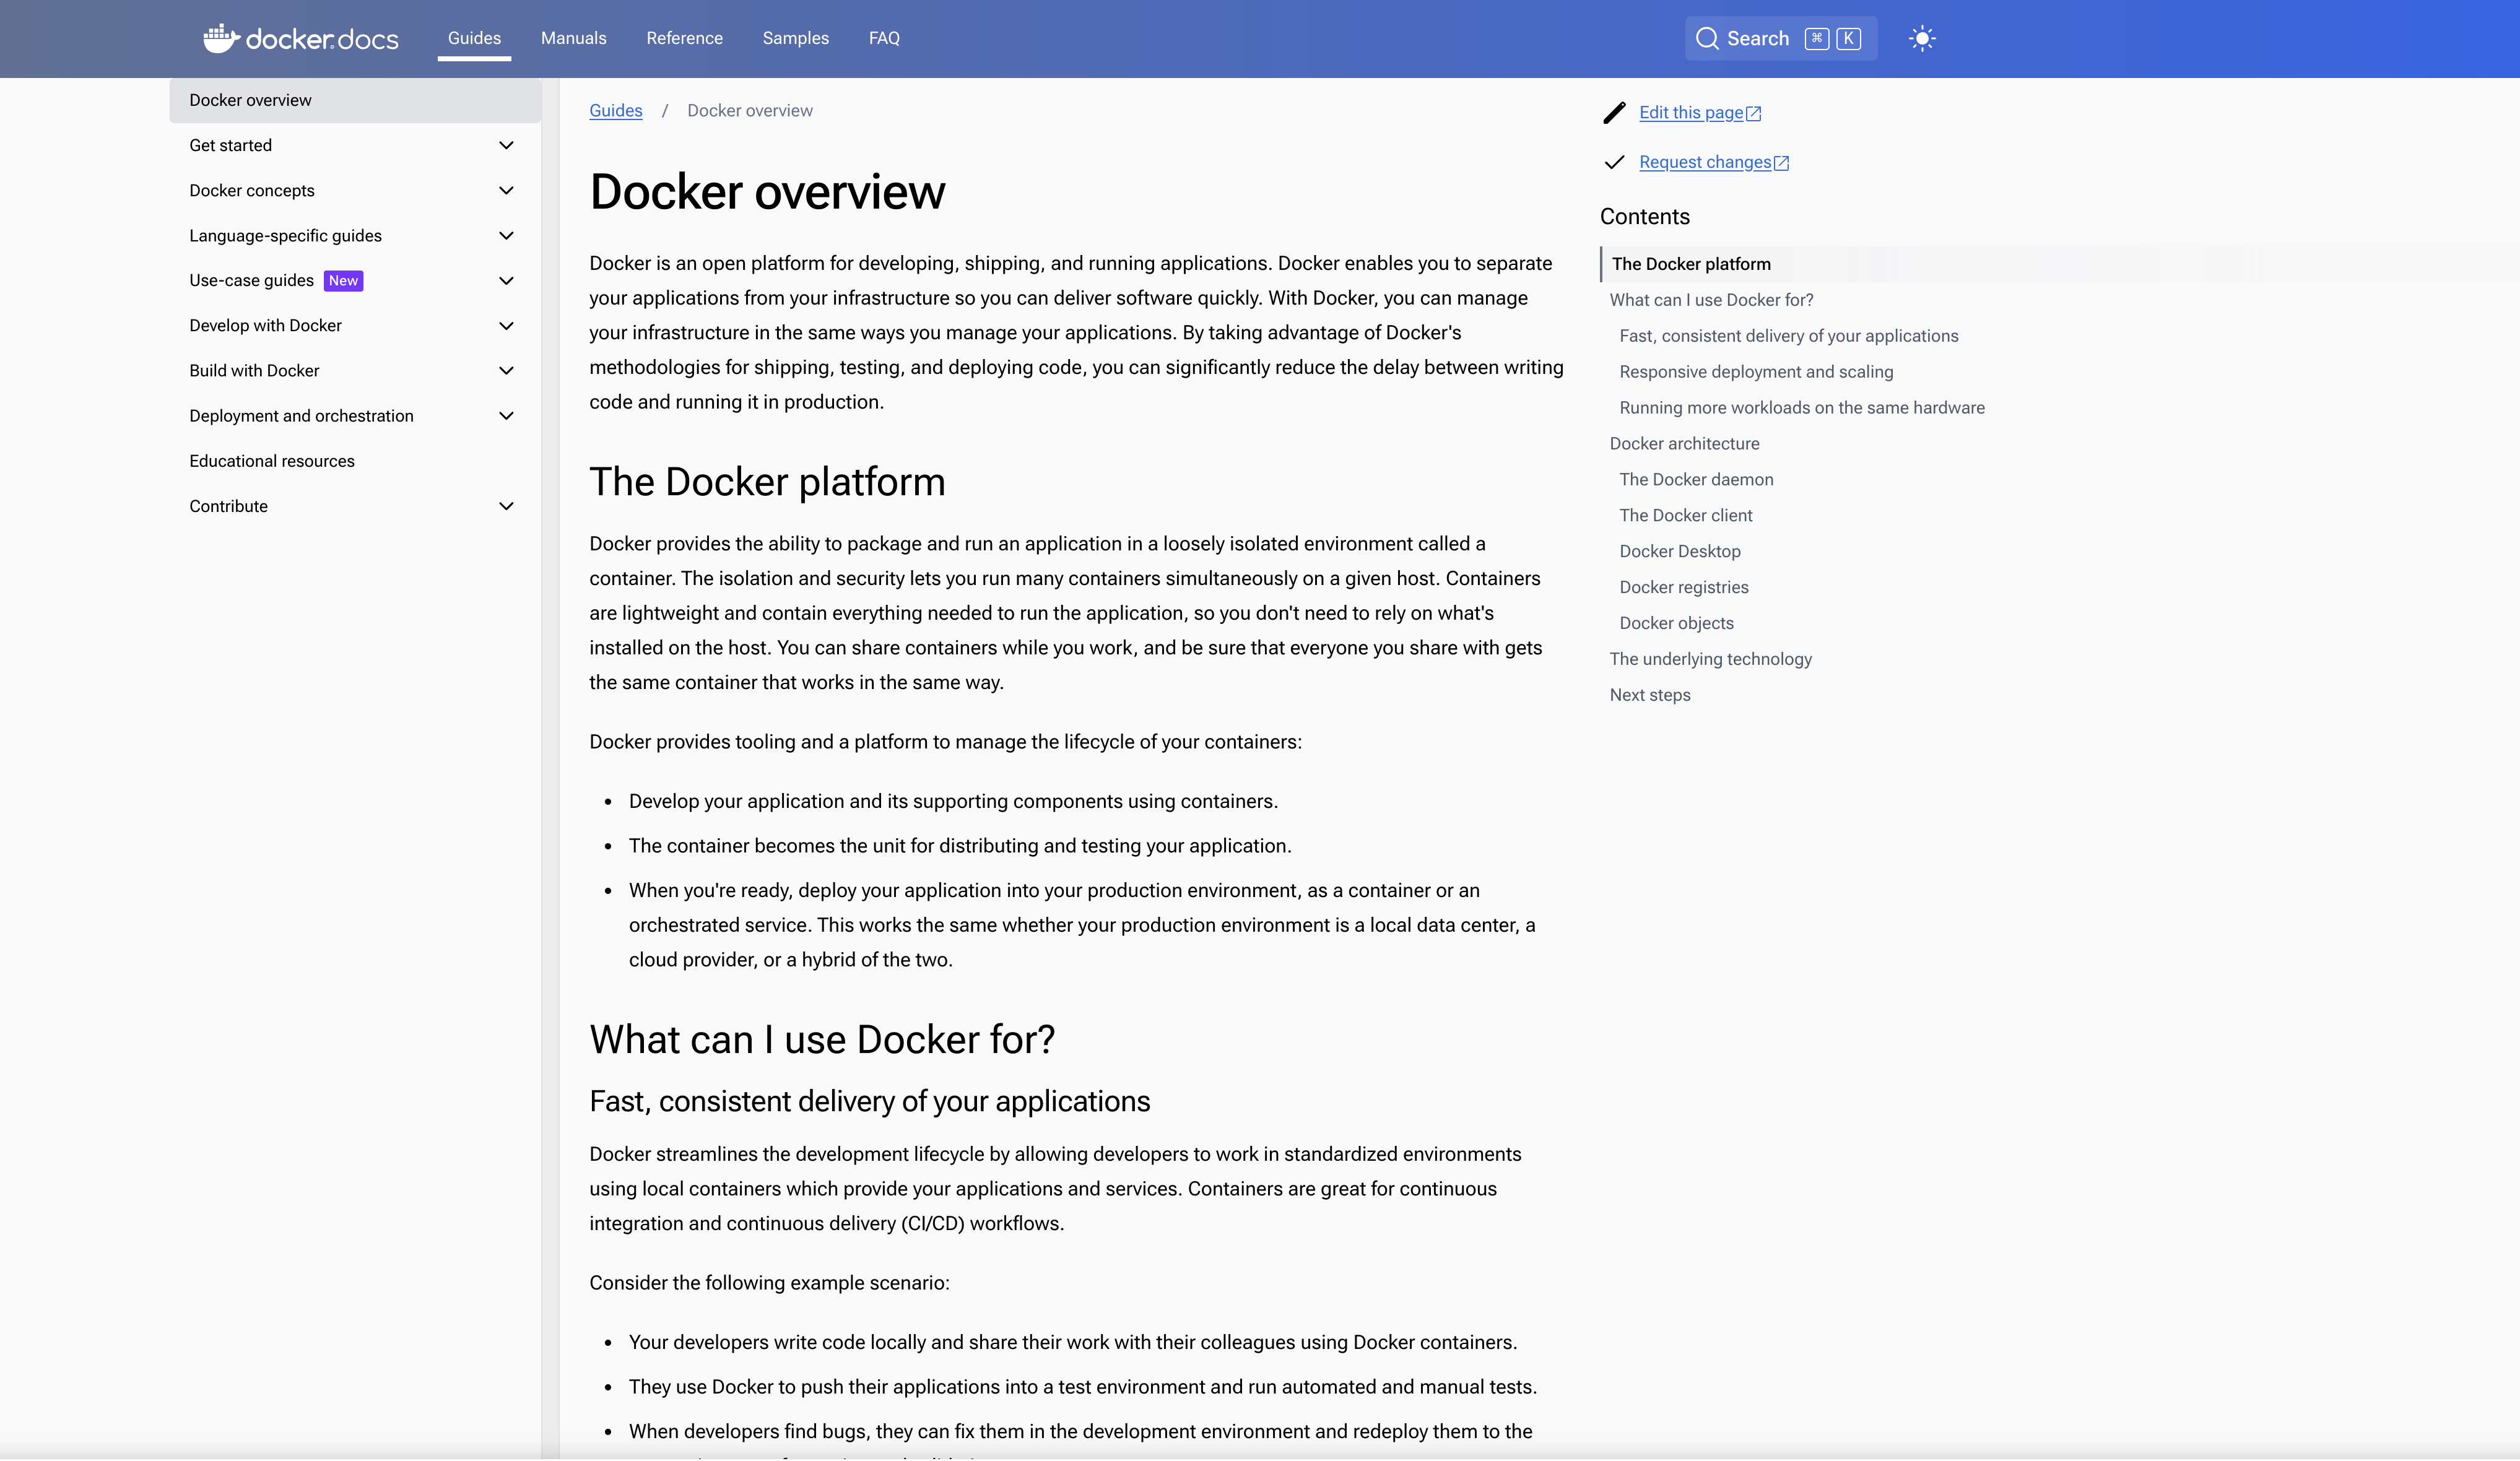 docker.docs
Guides
Manuals
Reference
Samples
FAQ
Search ⌘ K
Docker overview
Get started
Docker concepts
Language-specific guides
Use-case guides New
Develop with Docker
Build with Docker
Deployment and orchestration
Educational resources
Contribute
Guides / Docker overview
Docker overview
Docker is an open platform for developing, shipping, and running applications. Docker enables you to separate
your applications from your infrastructure so you can deliver software quickly. With Docker, you can manage
your infrastructure in the same ways you manage your applications. By taking advantage of Docker's
methodologies for shipping, testing, and deploying code, you can significantly reduce the delay between writing
code and running it in production.
The Docker platform
Docker provides the ability to package and run an application in a loosely isolated environment called a
container. The isolation and security lets you run many containers simultaneously on a given host. Containers
are lightweight and contain everything needed to run the application, so you don't need to rely on what's
installed on the host. You can share containers while you work, and be sure that everyone you share with gets
the same container that works in the same way.
Docker provides tooling and a platform to manage the lifecycle of your containers:
• Develop your application and its supporting components using containers.
• The container becomes the unit for distributing and testing your application.
• When you're ready, deploy your application into your production environment, as a container or an
orchestrated service. This works the same whether your production environment is a local data center, a
cloud provider, or a hybrid of the two.
What can I use Docker for?
Fast, consistent delivery of your applications
Docker streamlines the development lifecycle by allowing developers to work in standardized environments
using local containers which provide your applications and services. Containers are great for continuous
integration and continuous delivery (CI/CD) workflows.
Consider the following example scenario:
• Your developers write code locally and share their work with their colleagues using Docker containers.
• They use Docker to push their applications into a test environment and run automated and manual tests.
• When developers find bugs, they can fix them in the development environment and redeploy them to the
Edit this page
Request changes
Contents
The Docker platform
What can I use Docker for?
Fast, consistent delivery of your applications
Responsive deployment and scaling
Running more workloads on the same hardware
Docker architecture
The Docker daemon
The Docker client
Docker Desktop
Docker registries
Docker objects
The underlying technology
Next steps